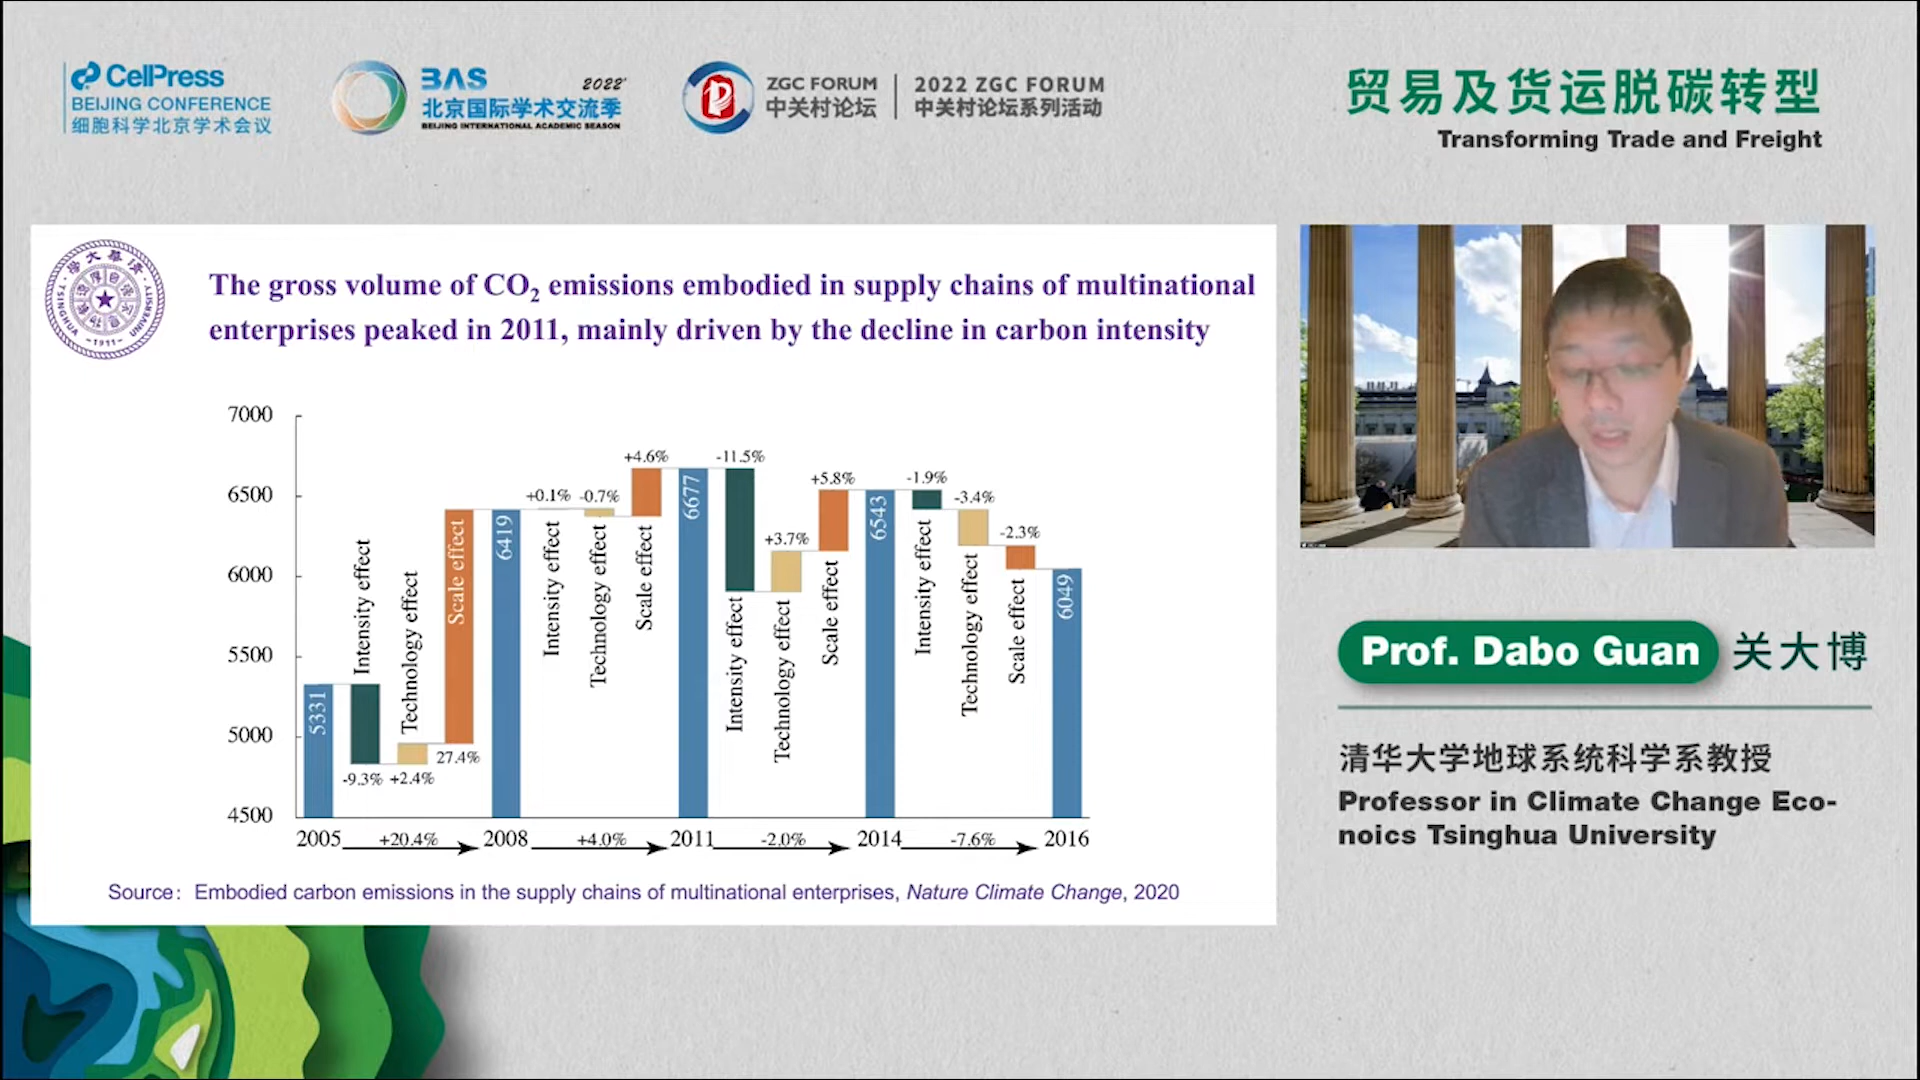 CellPress
BEIJING CONFERENCE
细胞科学北京学术会议
BAS 2022
北京国际学术交流季
BEIJING INTERNATIONAL ACADEMIC SEASON
ZGC FORUM
中关村论坛
2022 ZGC FORUM
中关村论坛系列活动
贸易及货运脱碳转型
Transforming Trade and Freight
TSINGHUA UNIVERSITY
-1911-
The gross volume of CO₂ emissions embodied in supply chains of multinational
enterprises peaked in 2011, mainly driven by the decline in carbon intensity
7000
6500
6000
5500
5000
4500
5331
Intensity effect
-9.3%
Technology effect
+2.4%
Scale effect
27.4%
6419
+0.1%
Intensity effect
-0.7%
Technology effect
+4.6%
Scale effect
6677
-11.5%
Intensity effect
+3.7%
Technology effect
+5.8%
Scale effect
6543
-1.9%
Intensity effect
-3.4%
Technology effect
-2.3%
Scale effect
6049
2005 +20.4% 2008 +4.0% 2011 -2.0% 2014 -7.6% 2016
Source: Embodied carbon emissions in the supply chains of multinational enterprises, Nature Climate Change, 2020
Prof. Dabo Guan 关大博
清华大学地球系统科学系教授
Professor in Climate Change Eco-
noics Tsinghua University